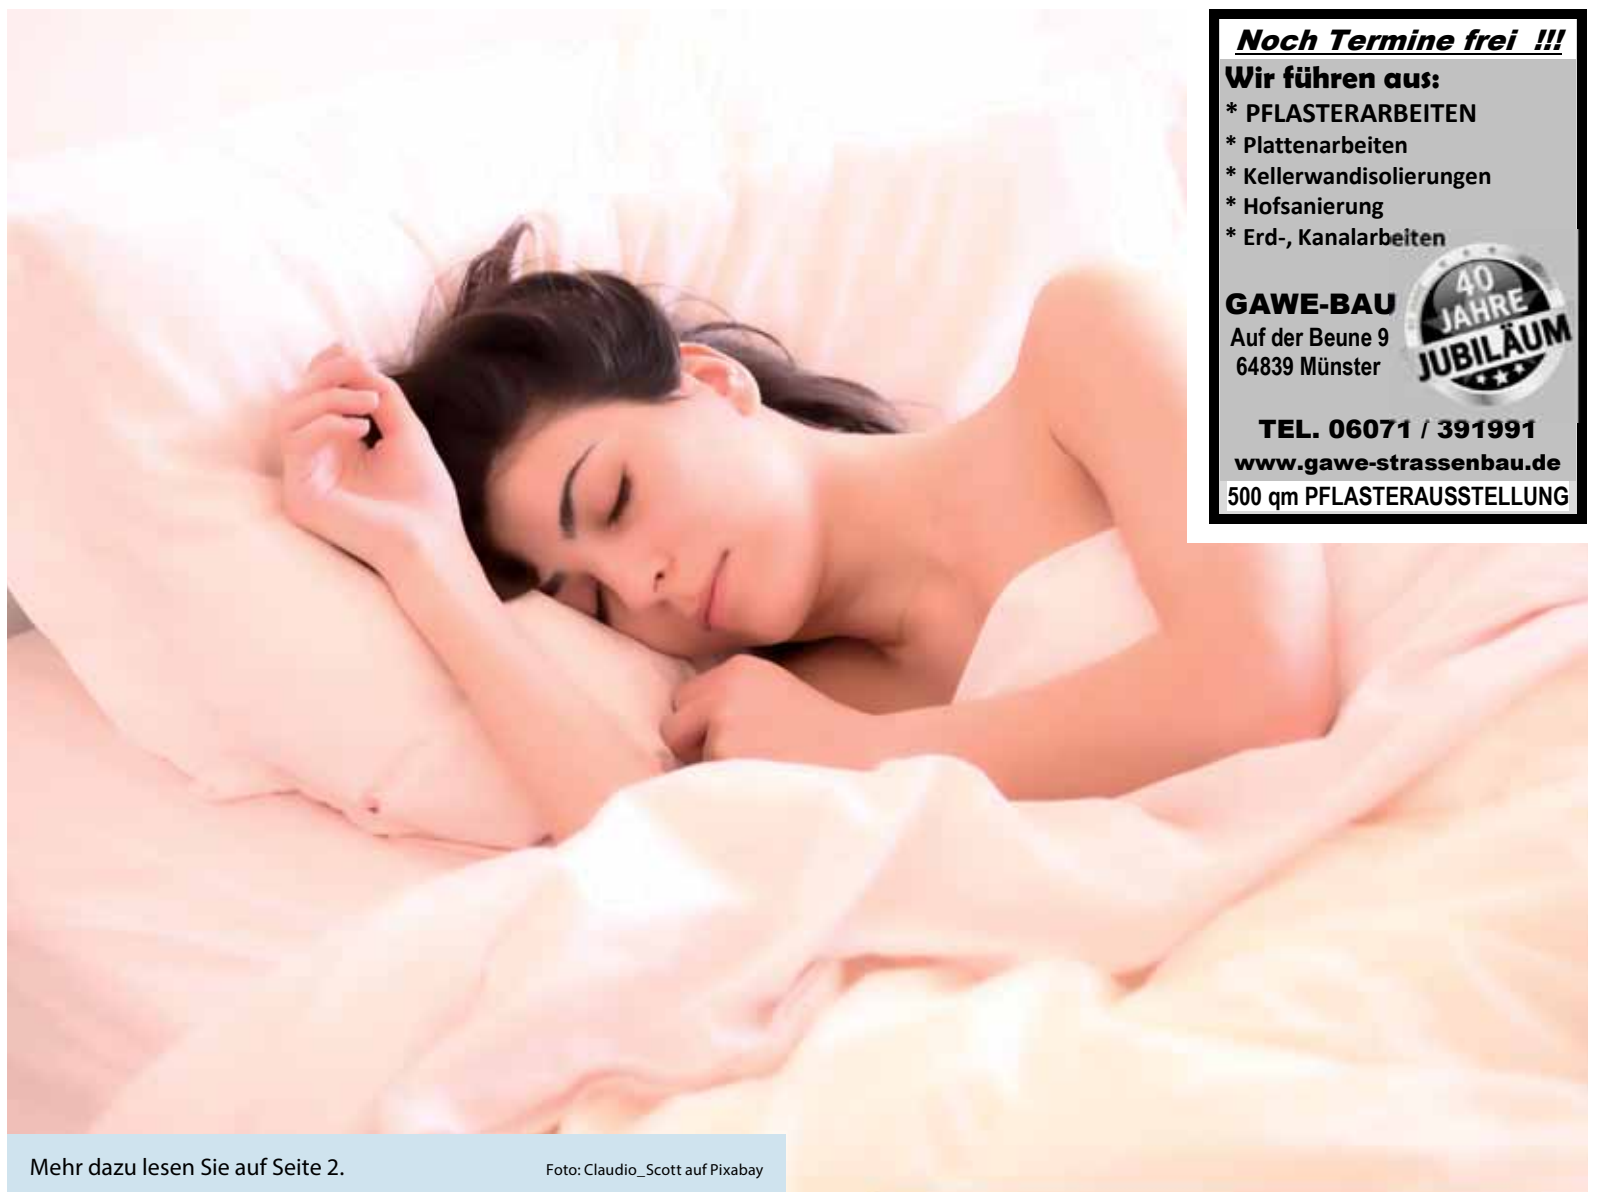 Noch Termine frei !!!
Wir führen aus:
* PFLASTERARBEITEN
* Plattenarbeiten
* Kellerwandisolierungen
* Hofsanierung
* Erd-, Kanalarbeiten
40
JAHRE
JUBILÄUM
GAWE-BAU
Auf der Beune 9
64839 Münster
TEL. 06071 / 391991
www.gawe-strassenbau.de
500 qm PFLASTERAUSSTELLUNG
Mehr dazu lesen Sie auf Seite 2.
Foto: Claudio_Scott auf Pixabay